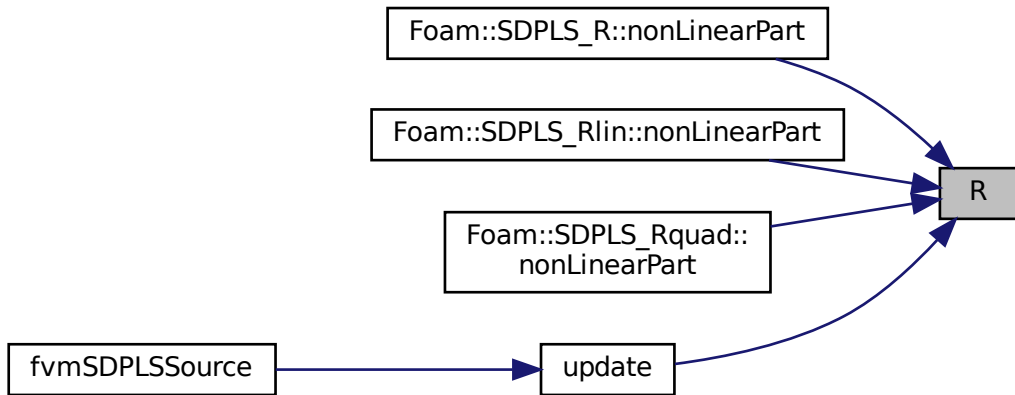 Foam::SDPLS_R::nonLinearPart
Foam::SDPLS_Rlin::nonLinearPart
R
Foam::SDPLS_Rquad::
nonLinearPart
fvmSDPLSSource
update